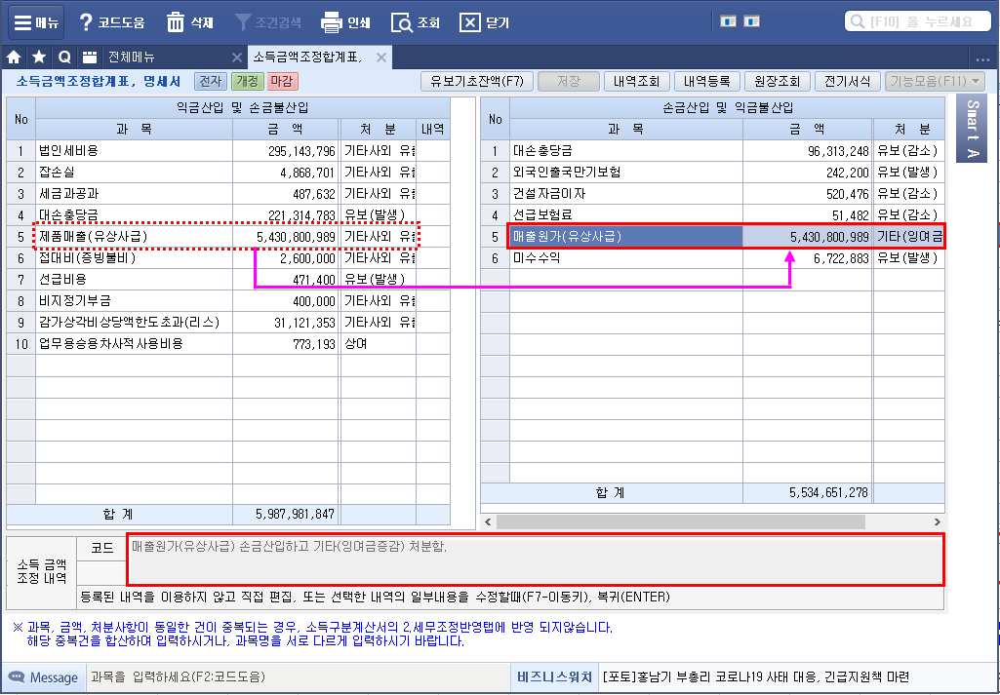 메뉴 코드도움 삭제 조건검색 인쇄 조회 닫기 [F10] 을 누르세요
전체메뉴 소득금액조정합계표,
소득금액조정합계표, 명세서 전자 개정 마감 유보기초잔액(F7) 저장 내역조회 내역등록 원장조회 전기서식 기능모음(F11)
No 익금산입 및 손금불산입
과 목 금 액 처 분 내역
1 법인세비용 295,143,796 기타사외 유
2 잡손실 4,868,701 기타사외 유
3 세금과공과 487,632 기타사외 유
4 대손충당금 221,314,783 유보(발생)
5 제품매출(유상사급) 5,430,800,989 기타사외 유
6 접대비(증빙불비) 2,600,000 기타사외 유
7 선급비용 471,400 유보(발생)
8 비지정기부금 400,000 기타사외 유
9 감가상각비상당액한도초과(리스) 31,121,353 기타사외 유
10 업무용승용차사적사용비용 773,193 상여
합 계 5,987,981,847
No 손금산입 및 익금불산입
과 목 금 액 처 분
1 대손충당금 96,313,248 유보(감소)
2 외국인출국만기보험 242,200 유보(발생)
3 건설자금이자 520,476 유보(감소)
4 선급보험료 51,482 유보(감소)
5 매출원가(유상사급) 5,430,800,989 기타(잉여금
6 미수수익 6,722,883 유보(발생)
합 계 5,534,651,278
Smart A
소득 금액
조정 내역
코드
매출원가(유상사급) 손금산입하고 기타(잉여금증감) 처분함.
등록된 내역을 이용하지 않고 직접 편집, 또는 선택한 내역의 일부내용을 수정할때(F7-이동키), 복귀(ENTER)
※ 과목, 금액, 처분사항이 동일한 건이 중복되는 경우, 소득구분계산서의 2.세무조정반영탭에 반영 되지않습니다.
해당 중복건을 합산하여 입력하시거나, 과목명을 서로 다르게 입력하시기 바랍니다.
Message 과목을 입력하세요(F2:코드도움) 비즈니스워치 [포토]홍남기 부총리 코로나19 사태 대응, 긴급지원책 마련